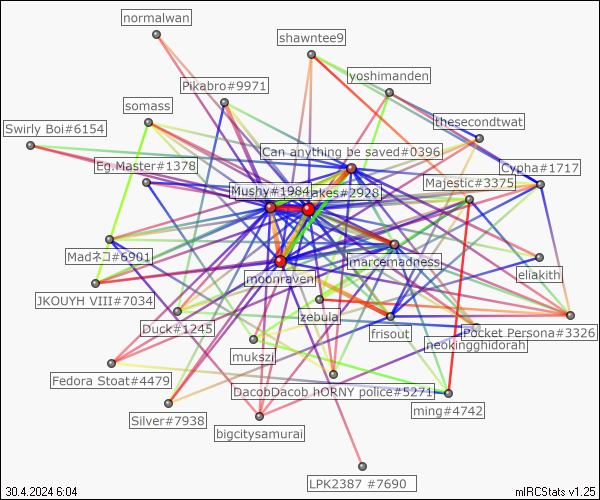 normalwan
shawntee9
yoshimanden
Pikabro#9971
somass
thesecondtwat
Swirly Boi#6154
Can anything be saved#0396
Eg.Master#1378
Cypha#1717
Majestic#3375
Mushy#1984
akes#2928
Madネコ#6901
marcemadness
eliakith
moonraven
JKOUYH VIII#7034
zebula
Duck#1245
frisout
Pocket Persona#3326
neokingghidorah
mukszi
Fedora Stoat#4479
DacobDacob hORNY police#5271
ming#4742
Silver#7938
bigcitysamurai
LPK2387 #7690
30.4.2024 6:04
mIRCStats v1.25